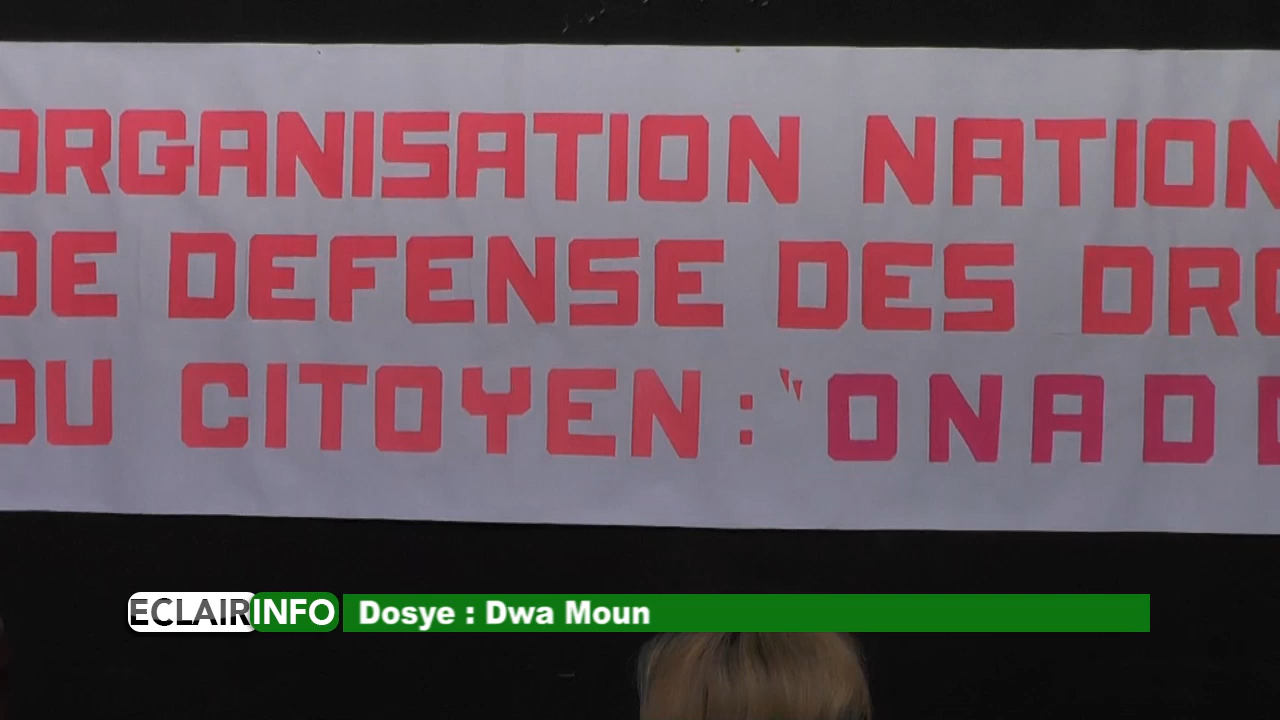 ORGANISATION NATION
DE DEFENSE DES DRO
DU CITOYEN : "ONAD
ECLAIRINFO Dosye : Dwa Moun